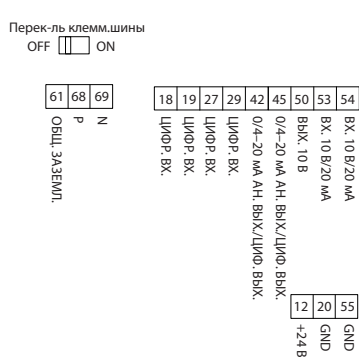 Перек-ль клемм.шины
OFF ON
61 68 69
ОБЩ. ЗАЗЕМЛ.
P
N
18 19 27 29 42 45 50 53 54
ЦИФР. ВХ.
ЦИФР. ВХ.
ЦИФР. ВХ.
ЦИФР. ВХ.
0/4–20 мА АН. ВЫХ./ЦИФ. ВЫХ.
0/4–20 мА АН. ВЫХ./ЦИФ. ВЫХ.
ВЫХ. 10 В
ВХ. 10 В/20 мА
ВХ. 10 В/20 мА
12 20 55
+24 В
GND
GND